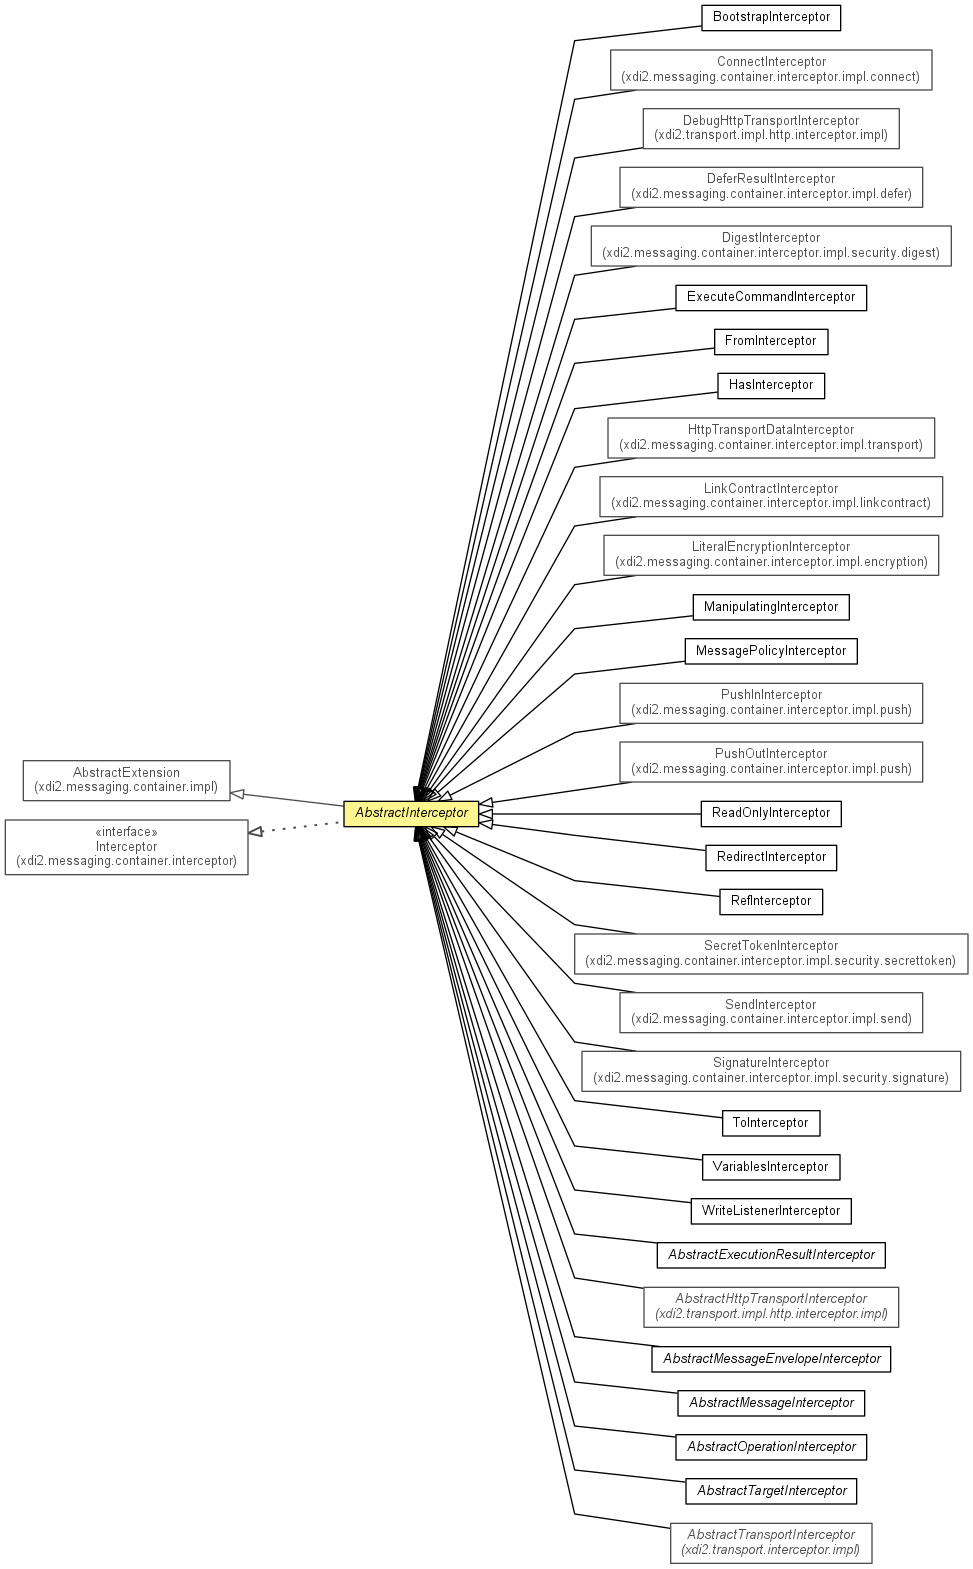 BootstrapInterceptor
ConnectInterceptor
(xdi2.messaging.container.interceptor.impl.connect)
DebugHttpTransportInterceptor
(xdi2.transport.impl.http.interceptor.impl)
DeferResultInterceptor
(xdi2.messaging.container.interceptor.impl.defer)
DigestInterceptor
(xdi2.messaging.container.interceptor.impl.security.digest)
ExecuteCommandInterceptor
FromInterceptor
HasInterceptor
HttpTransportDataInterceptor
(xdi2.messaging.container.interceptor.impl.transport)
LinkContractInterceptor
(xdi2.messaging.container.interceptor.impl.linkcontract)
LiteralEncryptionInterceptor
(xdi2.messaging.container.interceptor.impl.encryption)
ManipulatingInterceptor
MessagePolicyInterceptor
PushInInterceptor
(xdi2.messaging.container.interceptor.impl.push)
PushOutInterceptor
(xdi2.messaging.container.interceptor.impl.push)
AbstractExtension
(xdi2.messaging.container.impl)
AbstractInterceptor
«interface»
Interceptor
(xdi2.messaging.container.interceptor)
ReadOnlyInterceptor
RedirectInterceptor
RefInterceptor
SecretTokenInterceptor
(xdi2.messaging.container.interceptor.impl.security.secrettoken)
SendInterceptor
(xdi2.messaging.container.interceptor.impl.send)
SignatureInterceptor
(xdi2.messaging.container.interceptor.impl.security.signature)
ToInterceptor
VariablesInterceptor
WriteListenerInterceptor
AbstractExecutionResultInterceptor
AbstractHttpTransportInterceptor
(xdi2.transport.impl.http.interceptor.impl)
AbstractMessageEnvelopeInterceptor
AbstractMessageInterceptor
AbstractOperationInterceptor
AbstractTargetInterceptor
AbstractTransportInterceptor
(xdi2.transport.interceptor.impl)